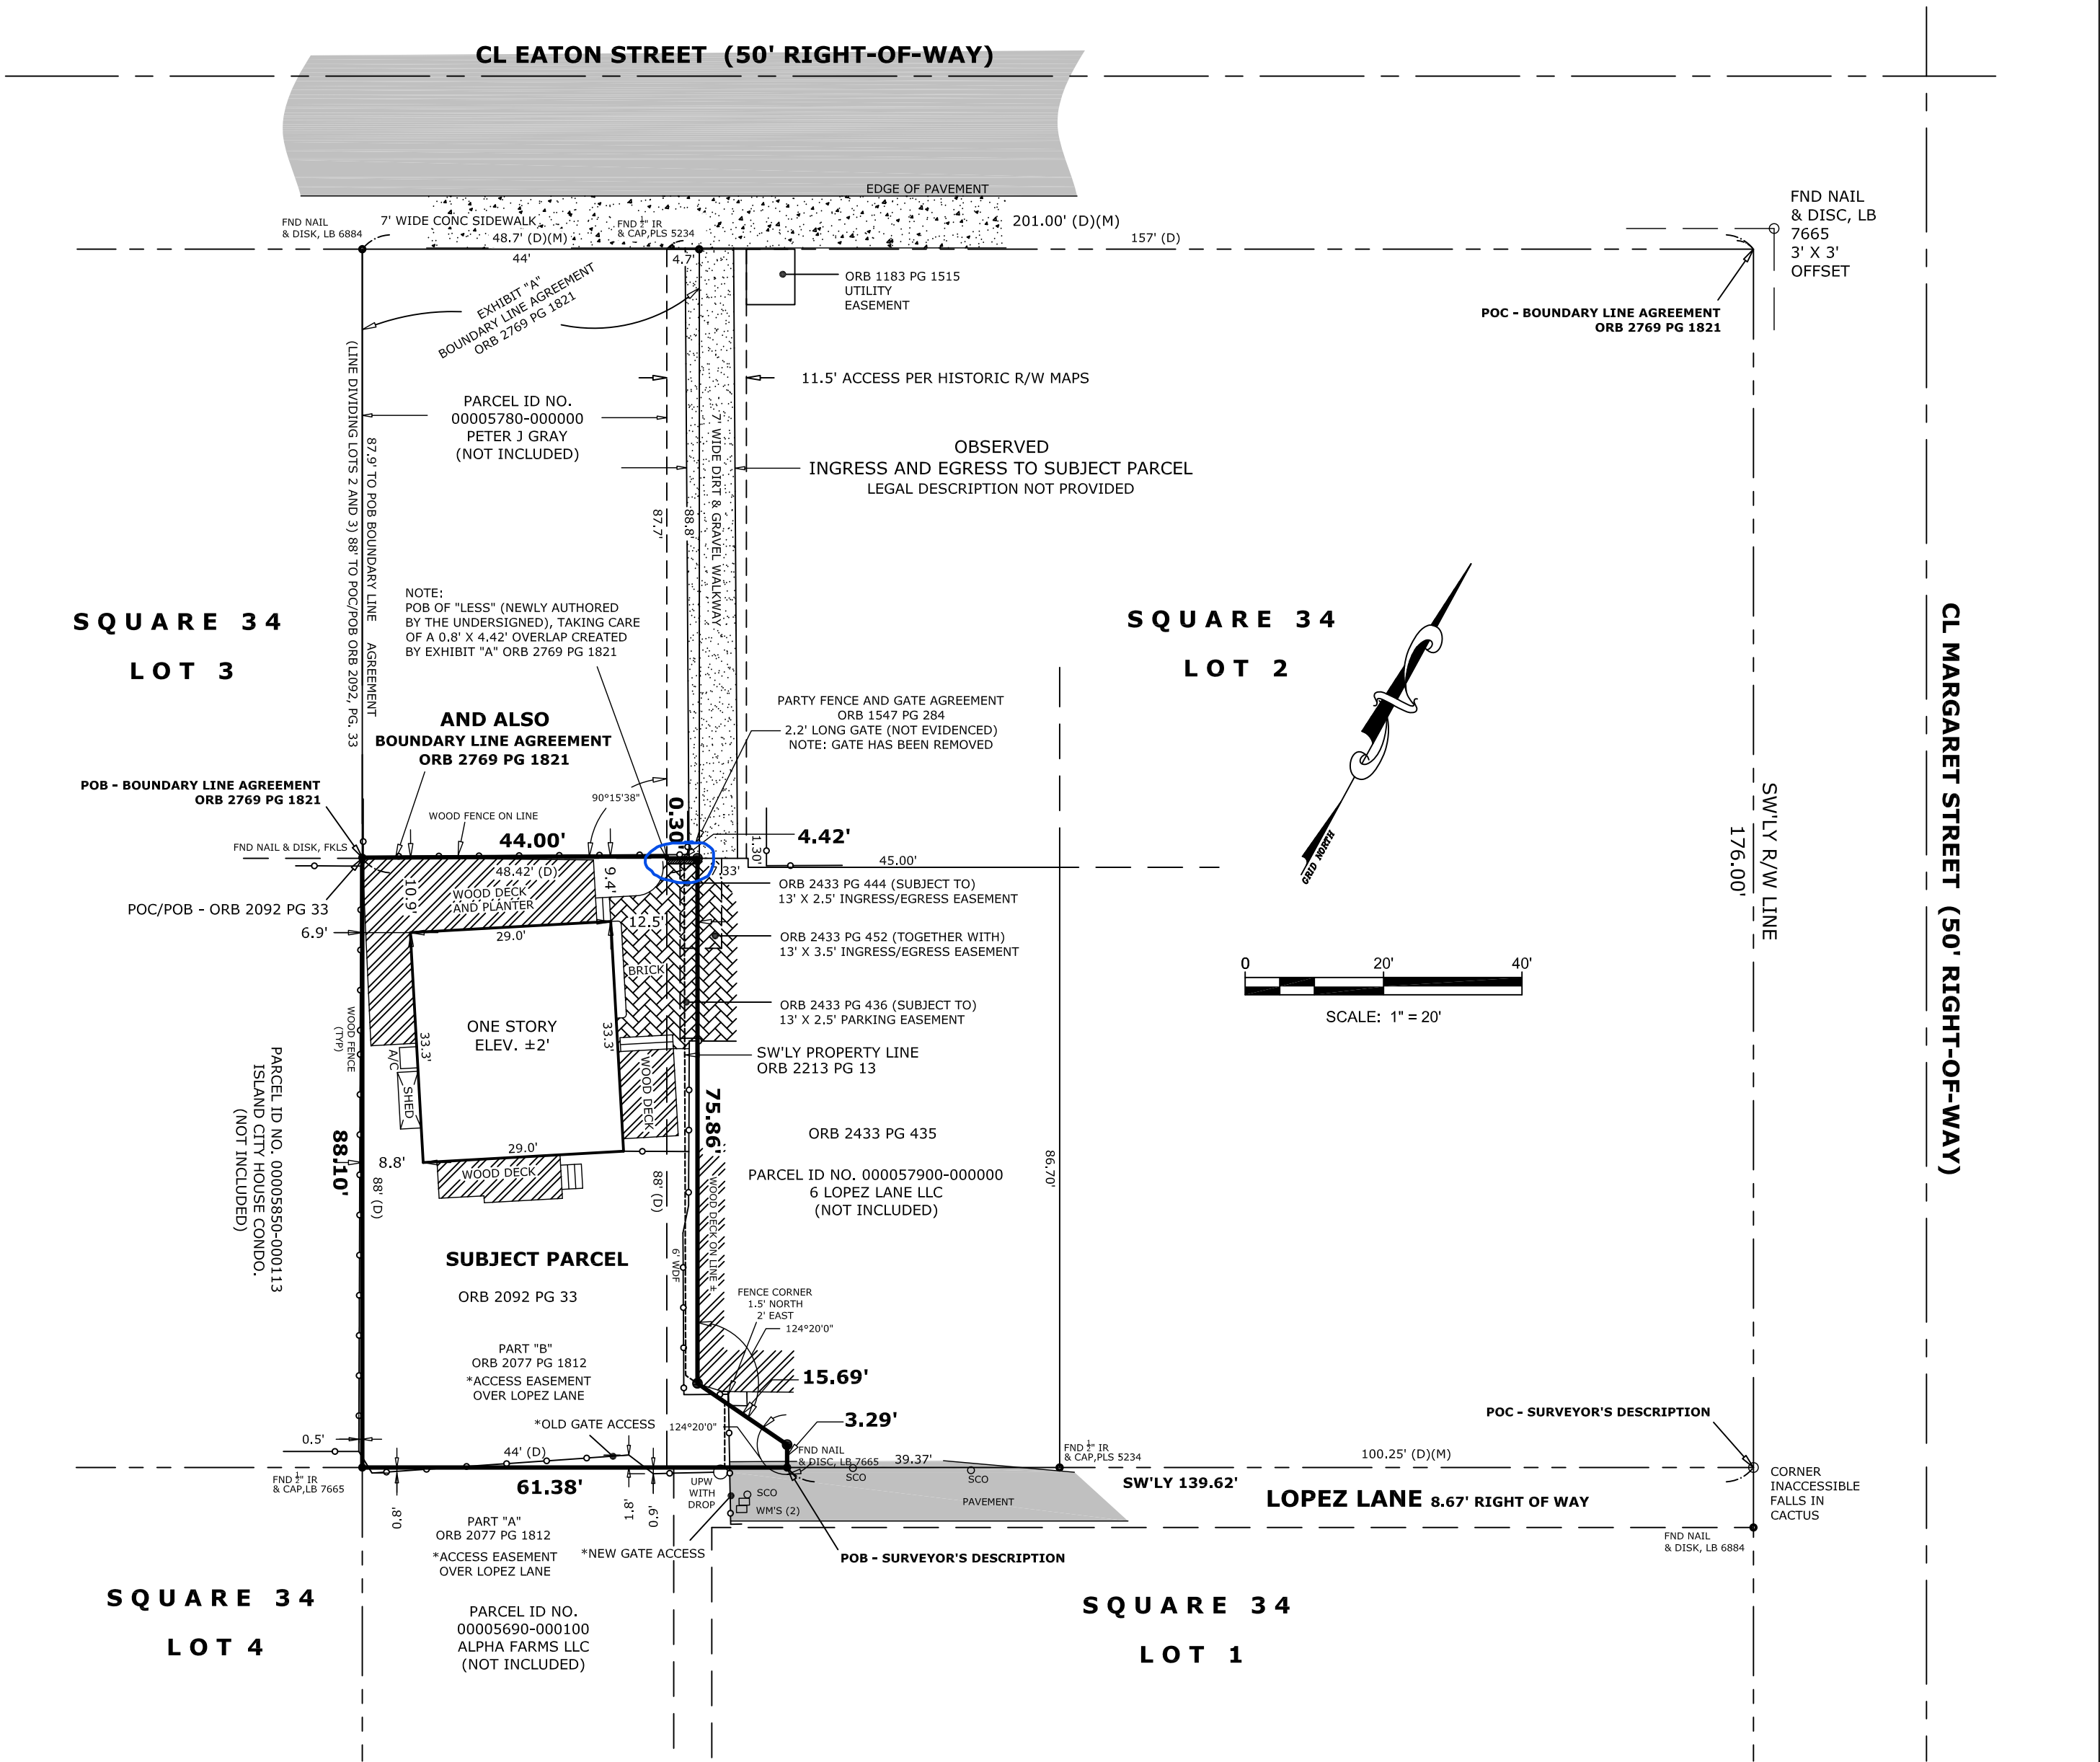 CL EATON STREET (50' RIGHT-OF-WAY)
EDGE OF PAVEMENT
FND NAIL
& DISK, LB 6884
7' WIDE CONC SIDEWALK
48.7' (D)(M)
FND ½" IR
& CAP,PLS 5234
201.00' (D)(M)
157' (D)
FND NAIL
& DISC, LB
7665
3' X 3'
OFFSET
44'
4.7'
EXHIBIT "A"
BOUNDARY LINE AGREEMENT
ORB 2769 PG 1821
ORB 1183 PG 1515
UTILITY
EASEMENT
POC - BOUNDARY LINE AGREEMENT
ORB 2769 PG 1821
11.5' ACCESS PER HISTORIC R/W MAPS
PARCEL ID NO.
00005780-000000
PETER J GRAY
(NOT INCLUDED)
OBSERVED
INGRESS AND EGRESS TO SUBJECT PARCEL
LEGAL DESCRIPTION NOT PROVIDED
(LINE DIVIDING LOTS 2 AND 3) 88' TO POC/POB ORB 2092, PG. 33
87.9' TO POB BOUNDARY LINE AGREEMENT
87.7'
88.8'
7' WIDE DIRT & GRAVEL WALKWAY
NOTE:
POB OF "LESS" (NEWLY AUTHORED
BY THE UNDERSIGNED), TAKING CARE
OF A 0.8' X 4.42' OVERLAP CREATED
BY EXHIBIT "A" ORB 2769 PG 1821
SQUARE 34
LOT 3
SQUARE 34
LOT 2
PARTY FENCE AND GATE AGREEMENT
ORB 1547 PG 284
2.2' LONG GATE (NOT EVIDENCED)
NOTE: GATE HAS BEEN REMOVED
AND ALSO
BOUNDARY LINE AGREEMENT
ORB 2769 PG 1821
POB - BOUNDARY LINE AGREEMENT
ORB 2769 PG 1821
90°15'38"
WOOD FENCE ON LINE
0.30'
44.00'
4.42'
1.30'
45.00'
FND NAIL & DISK, FKLS
48.42' (D)
7.33'
GRID NORTH
SW'LY R/W LINE
176.00'
CL MARGARET STREET (50' RIGHT-OF-WAY)
10.9'
WOOD DECK
AND PLANTER
9.4'
ORB 2433 PG 444 (SUBJECT TO)
13' X 2.5' INGRESS/EGRESS EASEMENT
POC/POB - ORB 2092 PG 33
6.9'
29.0'
12.5'
ORB 2433 PG 452 (TOGETHER WITH)
13' X 3.5' INGRESS/EGRESS EASEMENT
BRICK
0 20' 40'
SCALE: 1" = 20'
ORB 2433 PG 436 (SUBJECT TO)
13' X 2.5' PARKING EASEMENT
WOOD FENCE
(TYP)
ONE STORY
ELEV. ±2'
33.3'
33.3'
A/C
SHED
WOOD DECK
SW'LY PROPERTY LINE
ORB 2213 PG 13
75.86'
PARCEL ID NO. 00005850-000113
ISLAND CITY HOUSE CONDO.
(NOT INCLUDED)
88.10'
88' (D)
8.8'
29.0'
WOOD DECK
88' (D)
WOOD DECK ON LINE ±
6' WDF
ORB 2433 PG 435
PARCEL ID NO. 000057900-000000
6 LOPEZ LANE LLC
(NOT INCLUDED)
86.70'
SUBJECT PARCEL
ORB 2092 PG 33
FENCE CORNER
1.5' NORTH
2' EAST
124°20'0"
PART "B"
ORB 2077 PG 1812
*ACCESS EASEMENT
OVER LOPEZ LANE
15.69'
3.29'
*OLD GATE ACCESS
124°20'0"
POC - SURVEYOR'S DESCRIPTION
0.5'
44' (D)
FND NAIL
& DISC, LB 7665
39.37'
FND ½" IR
& CAP,PLS 5234
100.25' (D)(M)
FND ½" IR
& CAP,LB 7665
61.38'
UPW
WITH
DROP
SCO
SCO
SW'LY 139.62'
CORNER
INACCESSIBLE
FALLS IN
CACTUS
0.8'
1.8'
0.9'
SCO
WM'S (2)
PAVEMENT
LOPEZ LANE 8.67' RIGHT OF WAY
PART "A"
ORB 2077 PG 1812
*ACCESS EASEMENT
OVER LOPEZ LANE
*NEW GATE ACCESS
POB - SURVEYOR'S DESCRIPTION
FND NAIL
& DISK, LB 6884
SQUARE 34
LOT 4
PARCEL ID NO.
00005690-000100
ALPHA FARMS LLC
(NOT INCLUDED)
SQUARE 34
LOT 1